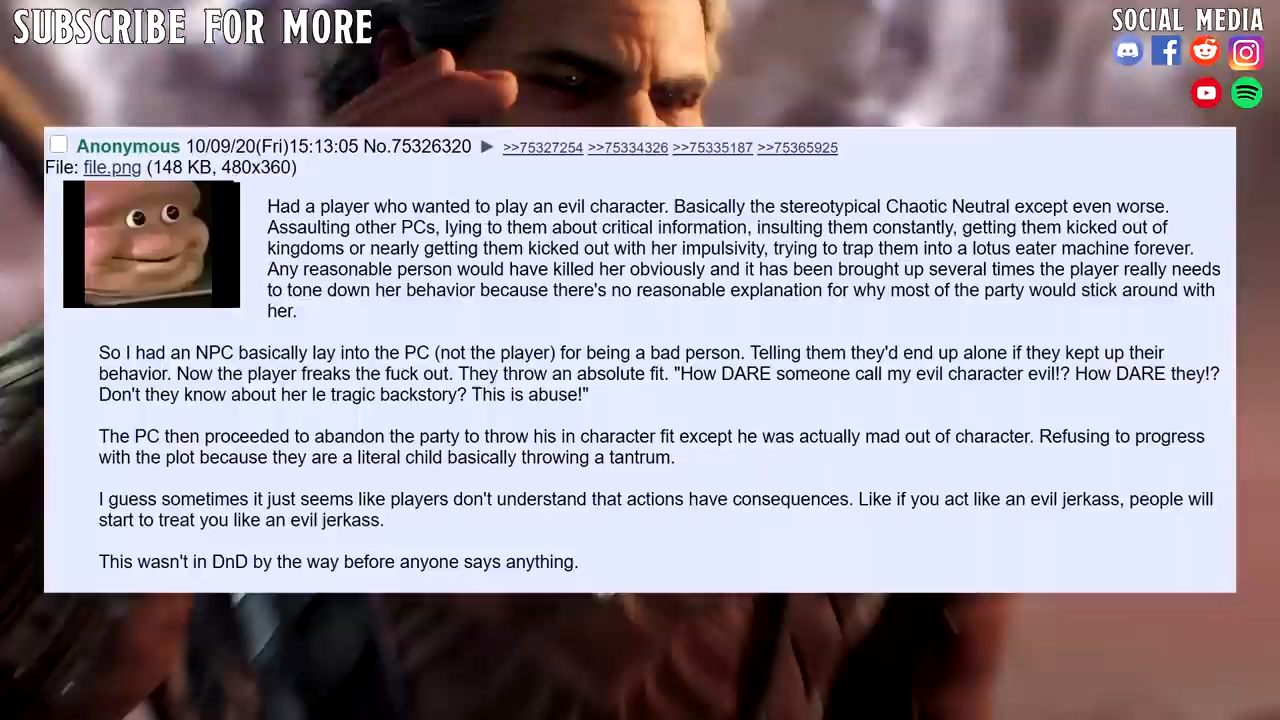 SUBSCRIBE FOR MORE
SOCIAL MEDIA
Anonymous 10/09/20(Fri)15:13:05 No.75326320 ▶ >>75327254 >>75334326 >>75335187 >>75365925
File: file.png (148 KB, 480x360)
Had a player who wanted to play an evil character. Basically the stereotypical Chaotic Neutral except even worse.
Assaulting other PCs, lying to them about critical information, insulting them constantly, getting them kicked out of
kingdoms or nearly getting them kicked out with her impulsivity, trying to trap them into a lotus eater machine forever.
Any reasonable person would have killed her obviously and it has been brought up several times the player really needs
to tone down her behavior because there's no reasonable explanation for why most of the party would stick around with
her.
So I had an NPC basically lay into the PC (not the player) for being a bad person. Telling them they'd end up alone if they kept up their
behavior. Now the player freaks the fuck out. They throw an absolute fit. "How DARE someone call my evil character evil!? How DARE they!?
Don't they know about her le tragic backstory? This is abuse!"
The PC then proceeded to abandon the party to throw his in character fit except he was actually mad out of character. Refusing to progress
with the plot because they are a literal child basically throwing a tantrum.
I guess sometimes it just seems like players don't understand that actions have consequences. Like if you act like an evil jerkass, people will
start to treat you like an evil jerkass.
This wasn't in DnD by the way before anyone says anything.